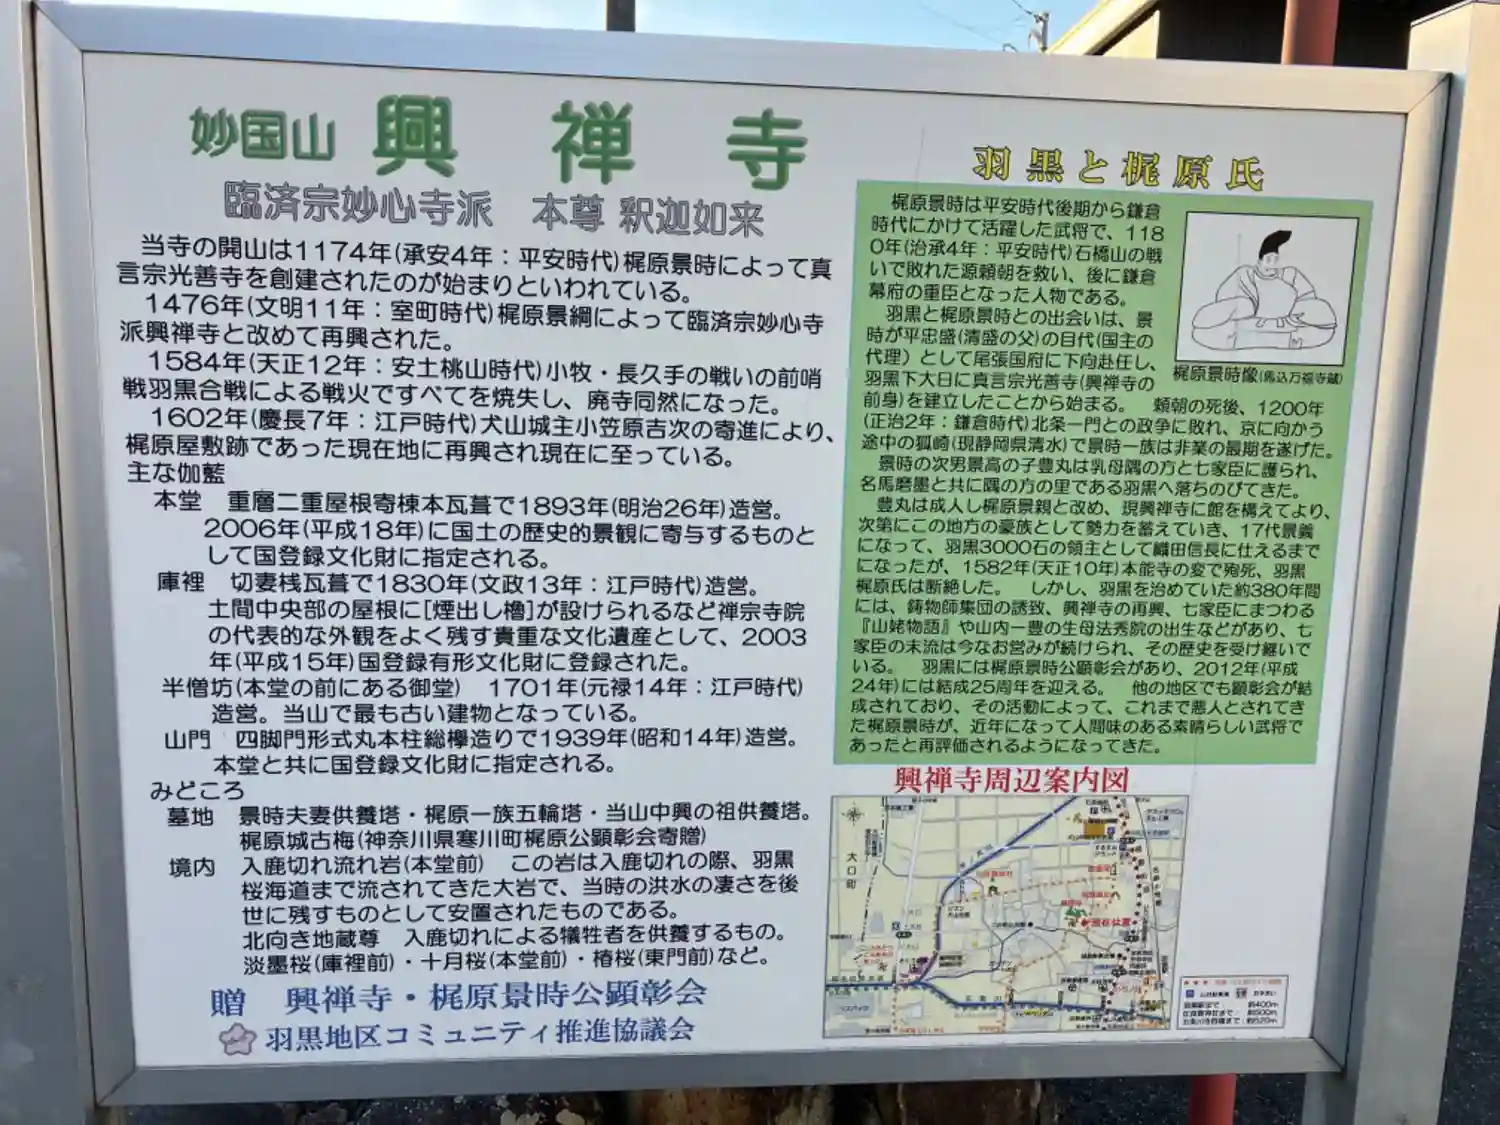 妙国山 興禅寺
臨済宗妙心寺派 本尊 釈迦如来
当寺の開山は1174年(承安4年：平安時代)梶原景時によって真
言宗光善寺を創建されたのが始まりといわれている。
1476年(文明11年：室町時代)梶原景綱によって臨済宗妙心寺
派興禅寺と改めて再興された。
1584年(天正12年：安土桃山時代)小牧・長久手の戦いの前哨
戦羽黒合戦による戦火ですべてを焼失し、廃寺同然になった。
1602年(慶長7年：江戸時代)犬山城主小笠原吉次の寄進により、
梶原屋敷跡であった現在地に再興され現在に至っている。
主な伽藍
本堂 重層二重屋根寄棟本瓦葺で1893年(明治26年)造営。
2006年(平成18年)に国土の歴史的景観に寄与するものと
して国登録文化財に指定される。
庫裡 切妻桟瓦葺で1830年(文政13年：江戸時代)造営。
土間中央部の屋根に[煙出し櫓]が設けられるなど禅宗寺院
の代表的な外観をよく残す貴重な文化遺産として、2003
年(平成15年)国登録有形文化財に登録された。
半僧坊(本堂の前にある御堂) 1701年(元禄14年：江戸時代)
造営。当山で最も古い建物となっている。
山門 四脚門形式丸本柱総欅造りで1939年(昭和14年)造営。
本堂と共に国登録文化財に指定される。
みどころ
墓地 景時夫妻供養塔・梶原一族五輪塔・当山中興の祖供養塔。
梶原城古梅(神奈川県寒川町梶原公顕彰会寄贈)
境内 入鹿切れ流れ岩(本堂前) この岩は入鹿切れの際、羽黒
桜海道まで流されてきた大岩で、当時の洪水の凄さを後
世に残すものとして安置されたものである。
北向き地蔵尊 入鹿切れによる犠牲者を供養するもの。
淡墨桜(庫裡前)・十月桜(本堂前)・椿桜(東門前)など。
贈 興禅寺・梶原景時公顕彰会
羽黒地区コミュニティ推進協議会
羽黒と梶原氏
梶原景時は平安時代後期から鎌倉
時代にかけて活躍した武将で、118
0年(治承4年：平安時代)石橋山の戦
いで敗れた源頼朝を救い、後に鎌倉
幕府の重臣となった人物である。
羽黒と梶原景時との出会いは、景
時が平忠盛(清盛の父)の目代(国主の
代理）として尾張国府に下向赴任し、
羽黒下大日に真言宗光善寺(興禅寺の
前身)を建立したことから始まる。 頼朝の死後、1200年
(正治2年：鎌倉時代)北条一門との政争に敗れ、京に向かう
途中の狐崎(現静岡県清水)で景時一族は非業の最期を遂げた。
景時の次男景高の子豊丸は乳母隅の方と七家臣に護られ、
名馬磨墨と共に隅の方の里である羽黒へ落ちのびてきた。
豊丸は成人し梶原景親と改め、現興禅寺に館を構えてより、
次第にこの地方の豪族として勢力を蓄えていき、17代景義
になって、羽黒3000石の領主として織田信長に仕えるまで
になったが、1582年(天正10年)本能寺の変で殉死、羽黒
梶原氏は断絶した。 しかし、羽黒を治めていた約380年間
には、鋳物師集団の誘致、興禅寺の再興、七家臣にまつわる
『山姥物語』や山内一豊の生母法秀院の出生などがあり、七
家臣の末流は今なお営みが続けられ、その歴史を受け継いで
いる。 羽黒には梶原景時公顕彰会があり、2012年(平成
24年)には結成25周年を迎える。 他の地区でも顕彰会が結
成されており、その活動によって、これまで悪人とされてき
た梶原景時が、近年になって人間味のある素晴らしい武将で
あったと再評価されるようになってきた。
梶原景時像(馬込万福寺蔵)
興禅寺周辺案内図
大口町
現在位置
約400m
約500m
約520m